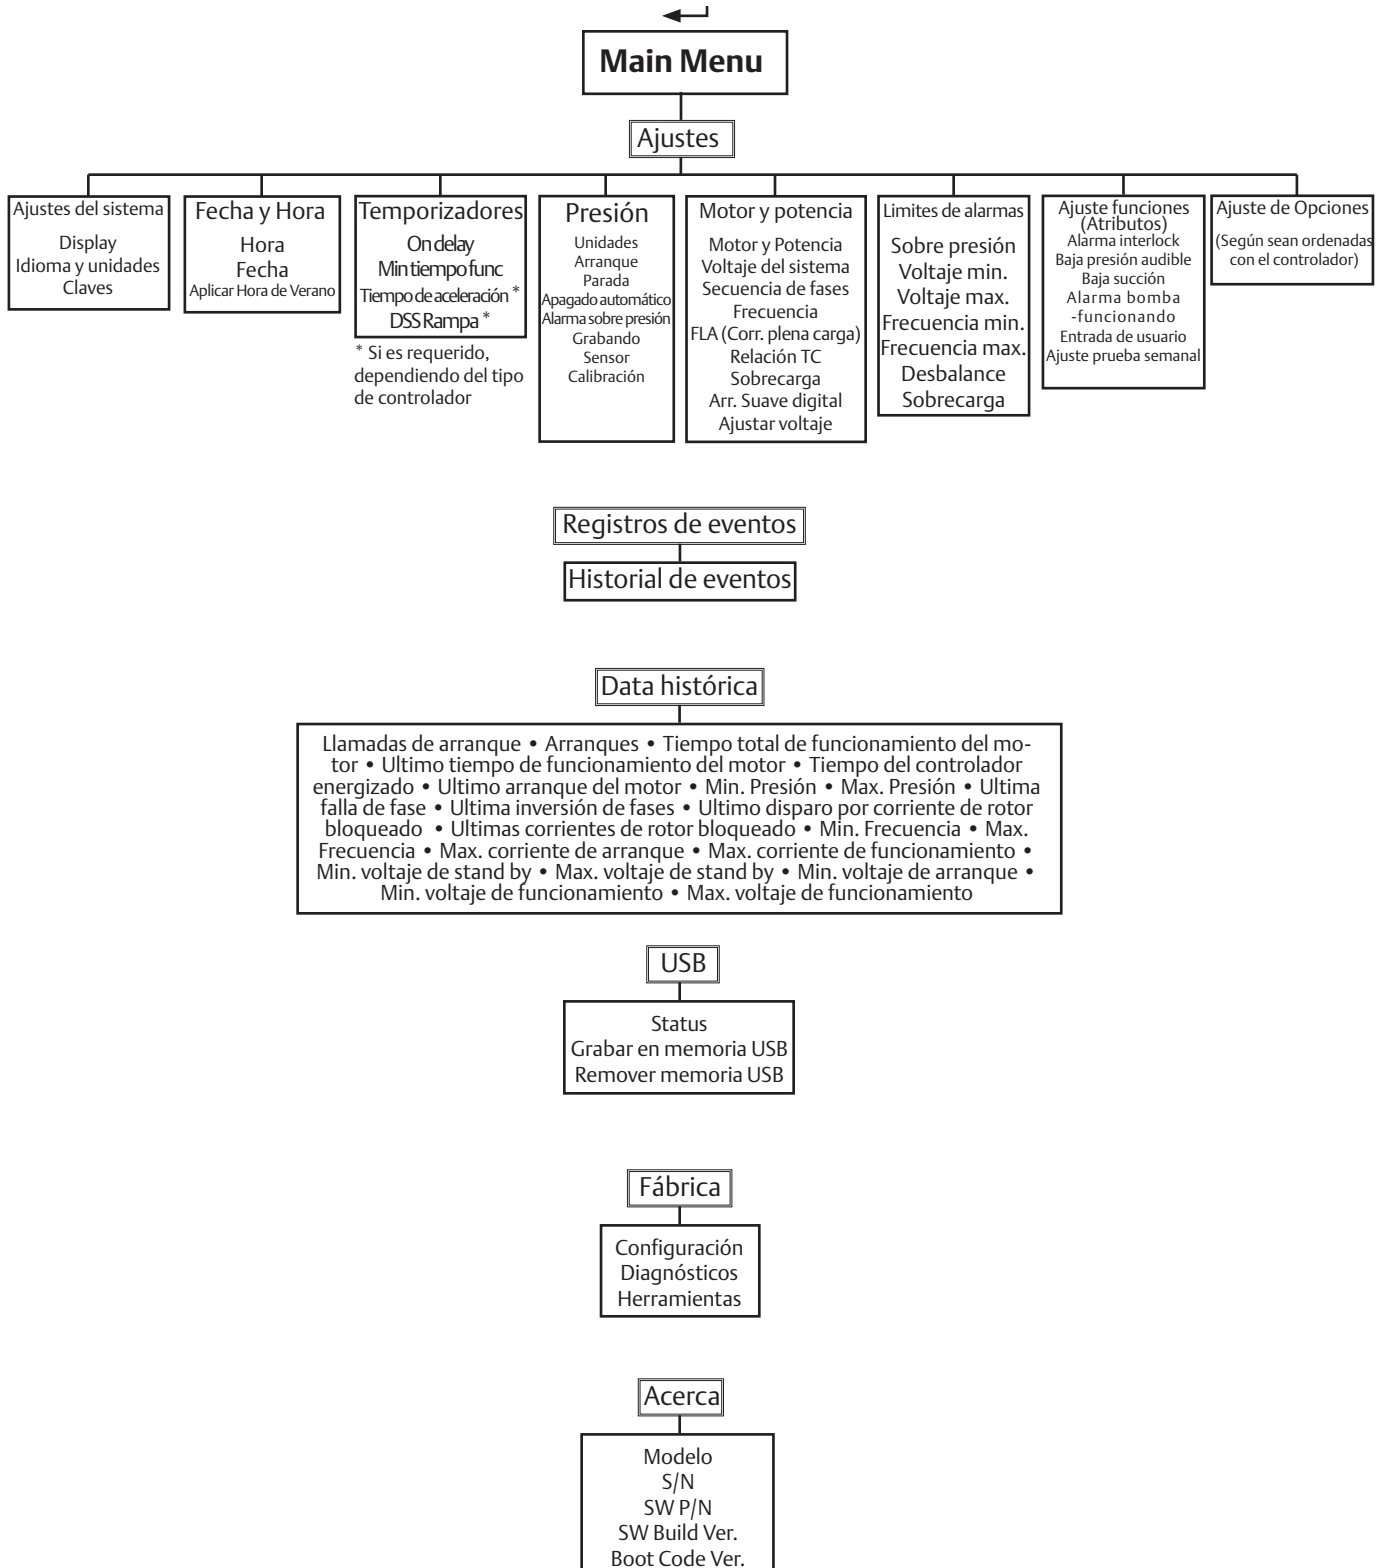 Main Menu
Ajustes
Ajustes del sistema
Display
Idioma y unidades
Claves
Fecha y Hora
Hora
Fecha
Aplicar Hora de Verano
Temporizadores
On delay
Min tiempo func
Tiempo de aceleración *
DSS Rampa *
* Si es requerido,
dependiendo del tipo
de controlador
Presión
Unidades
Arranque
Parada
Apagado automático
Alarma sobre presión
Grabando
Sensor
Calibración
Motor y potencia
Motor y Potencia
Voltaje del sistema
Secuencia de fases
Frecuencia
FLA (Corr. plena carga)
Relación TC
Sobrecarga
Arr. Suave digital
Ajustar voltaje
Limites de alarmas
Sobre presión
Voltaje min.
Voltaje max.
Frecuencia min.
Frecuencia max.
Desbalance
Sobrecarga
Ajuste funciones
(Atributos)
Alarma interlock
Baja presión audible
Baja succión
Alarma bomba
-funcionando
Entrada de usuario
Ajuste prueba semanal
Ajuste de Opciones
(Según sean ordenadas
con el controlador)
Registros de eventos
Historial de eventos
Data histórica
Llamadas de arranque • Arranques • Tiempo total de funcionamiento del mo-
tor • Ultimo tiempo de funcionamiento del motor • Tiempo del controlador
energizado • Ultimo arranque del motor • Min. Presión • Max. Presión • Ultima
falla de fase • Ultima inversión de fases • Ultimo disparo por corriente de rotor
bloqueado • Ultimas corrientes de rotor bloqueado • Min. Frecuencia • Max.
Frecuencia • Max. corriente de arranque • Max. corriente de funcionamiento •
Min. voltaje de stand by • Max. voltaje de stand by • Min. voltaje de arranque •
Min. voltaje de funcionamiento • Max. voltaje de funcionamiento
USB
Status
Grabar en memoria USB
Remover memoria USB
Fábrica
Configuración
Diagnósticos
Herramientas
Acerca
Modelo
S/N
SW P/N
SW Build Ver.
Boot Code Ver.